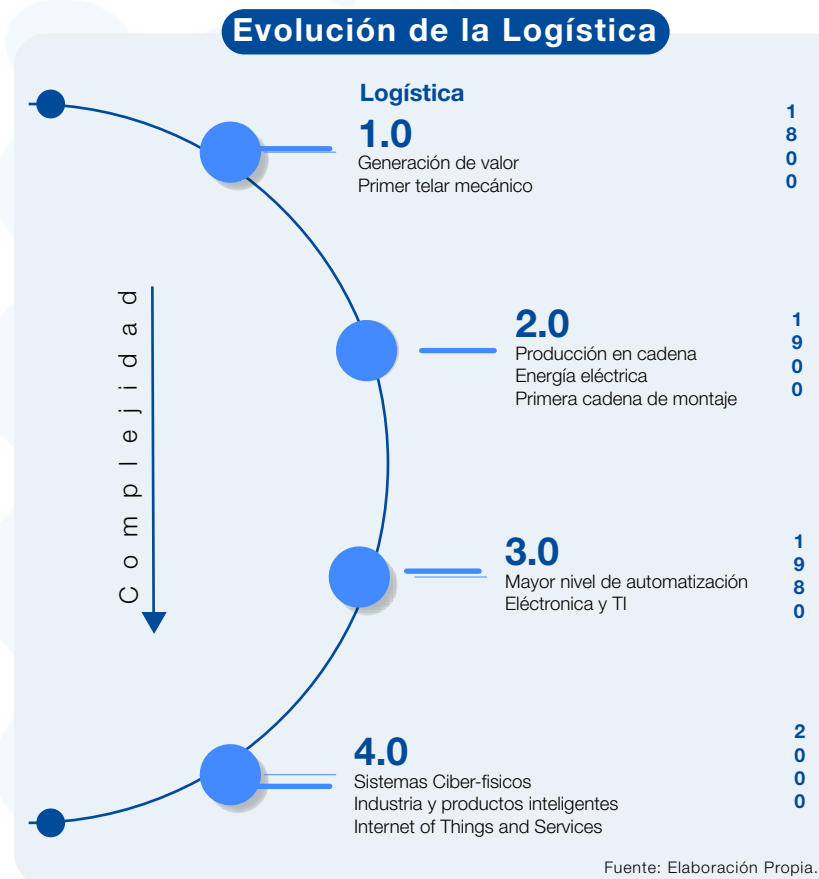 Evolución de la Logística
Logística
1.0
Generación de valor
Primer telar mecánico
1800
2.0
Producción en cadena
Energía eléctrica
Primera cadena de montaje
1900
Complejidad
3.0
Mayor nivel de automatización
Eléctronica y TI
1980
4.0
Sistemas Ciber-fisicos
Industria y productos inteligentes
Internet of Things and Services
2000
Fuente: Elaboración Propia.